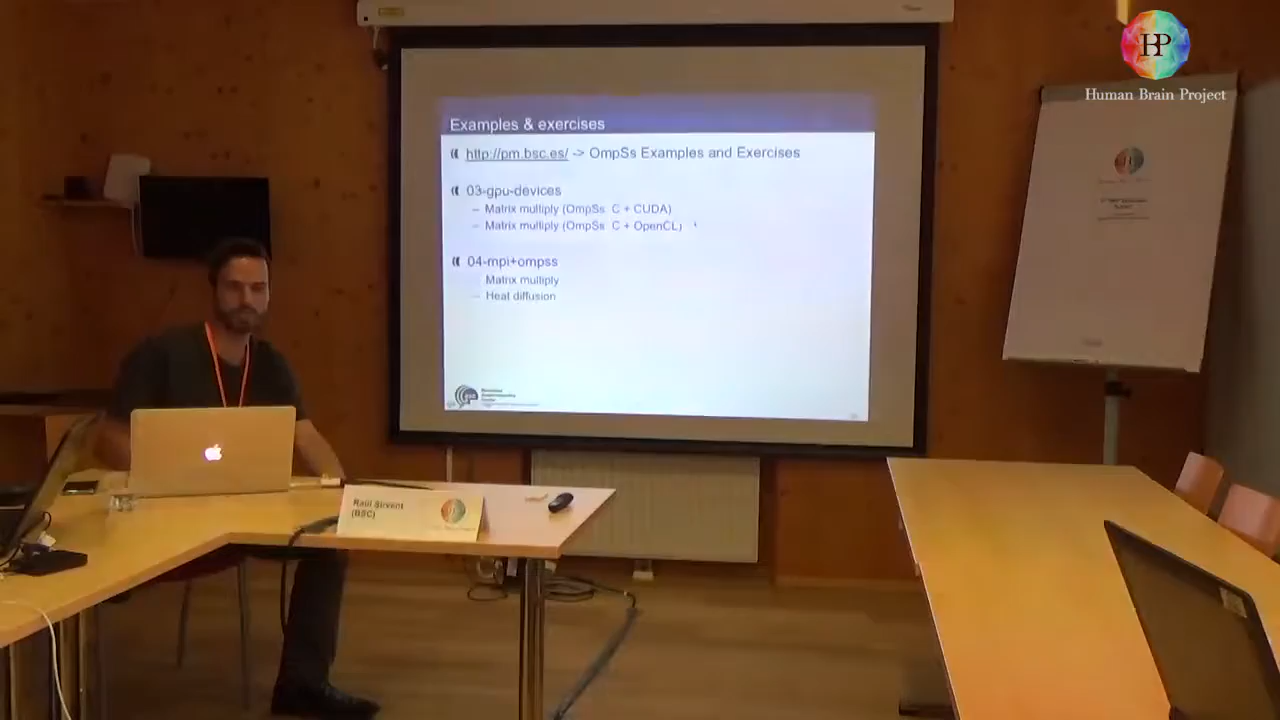 HBP
Human Brain Project
Examples & exercises
http://pm.bsc.es/ -> OmpSs Examples and Exercises
03-gpu-devices
– Matrix multiply (OmpSs C + CUDA)
– Matrix multiply (OmpSs C + OpenCL)
04-mpi+ompss
Matrix multiply
– Heat diffusion
Raül Sirvent
(BSC)